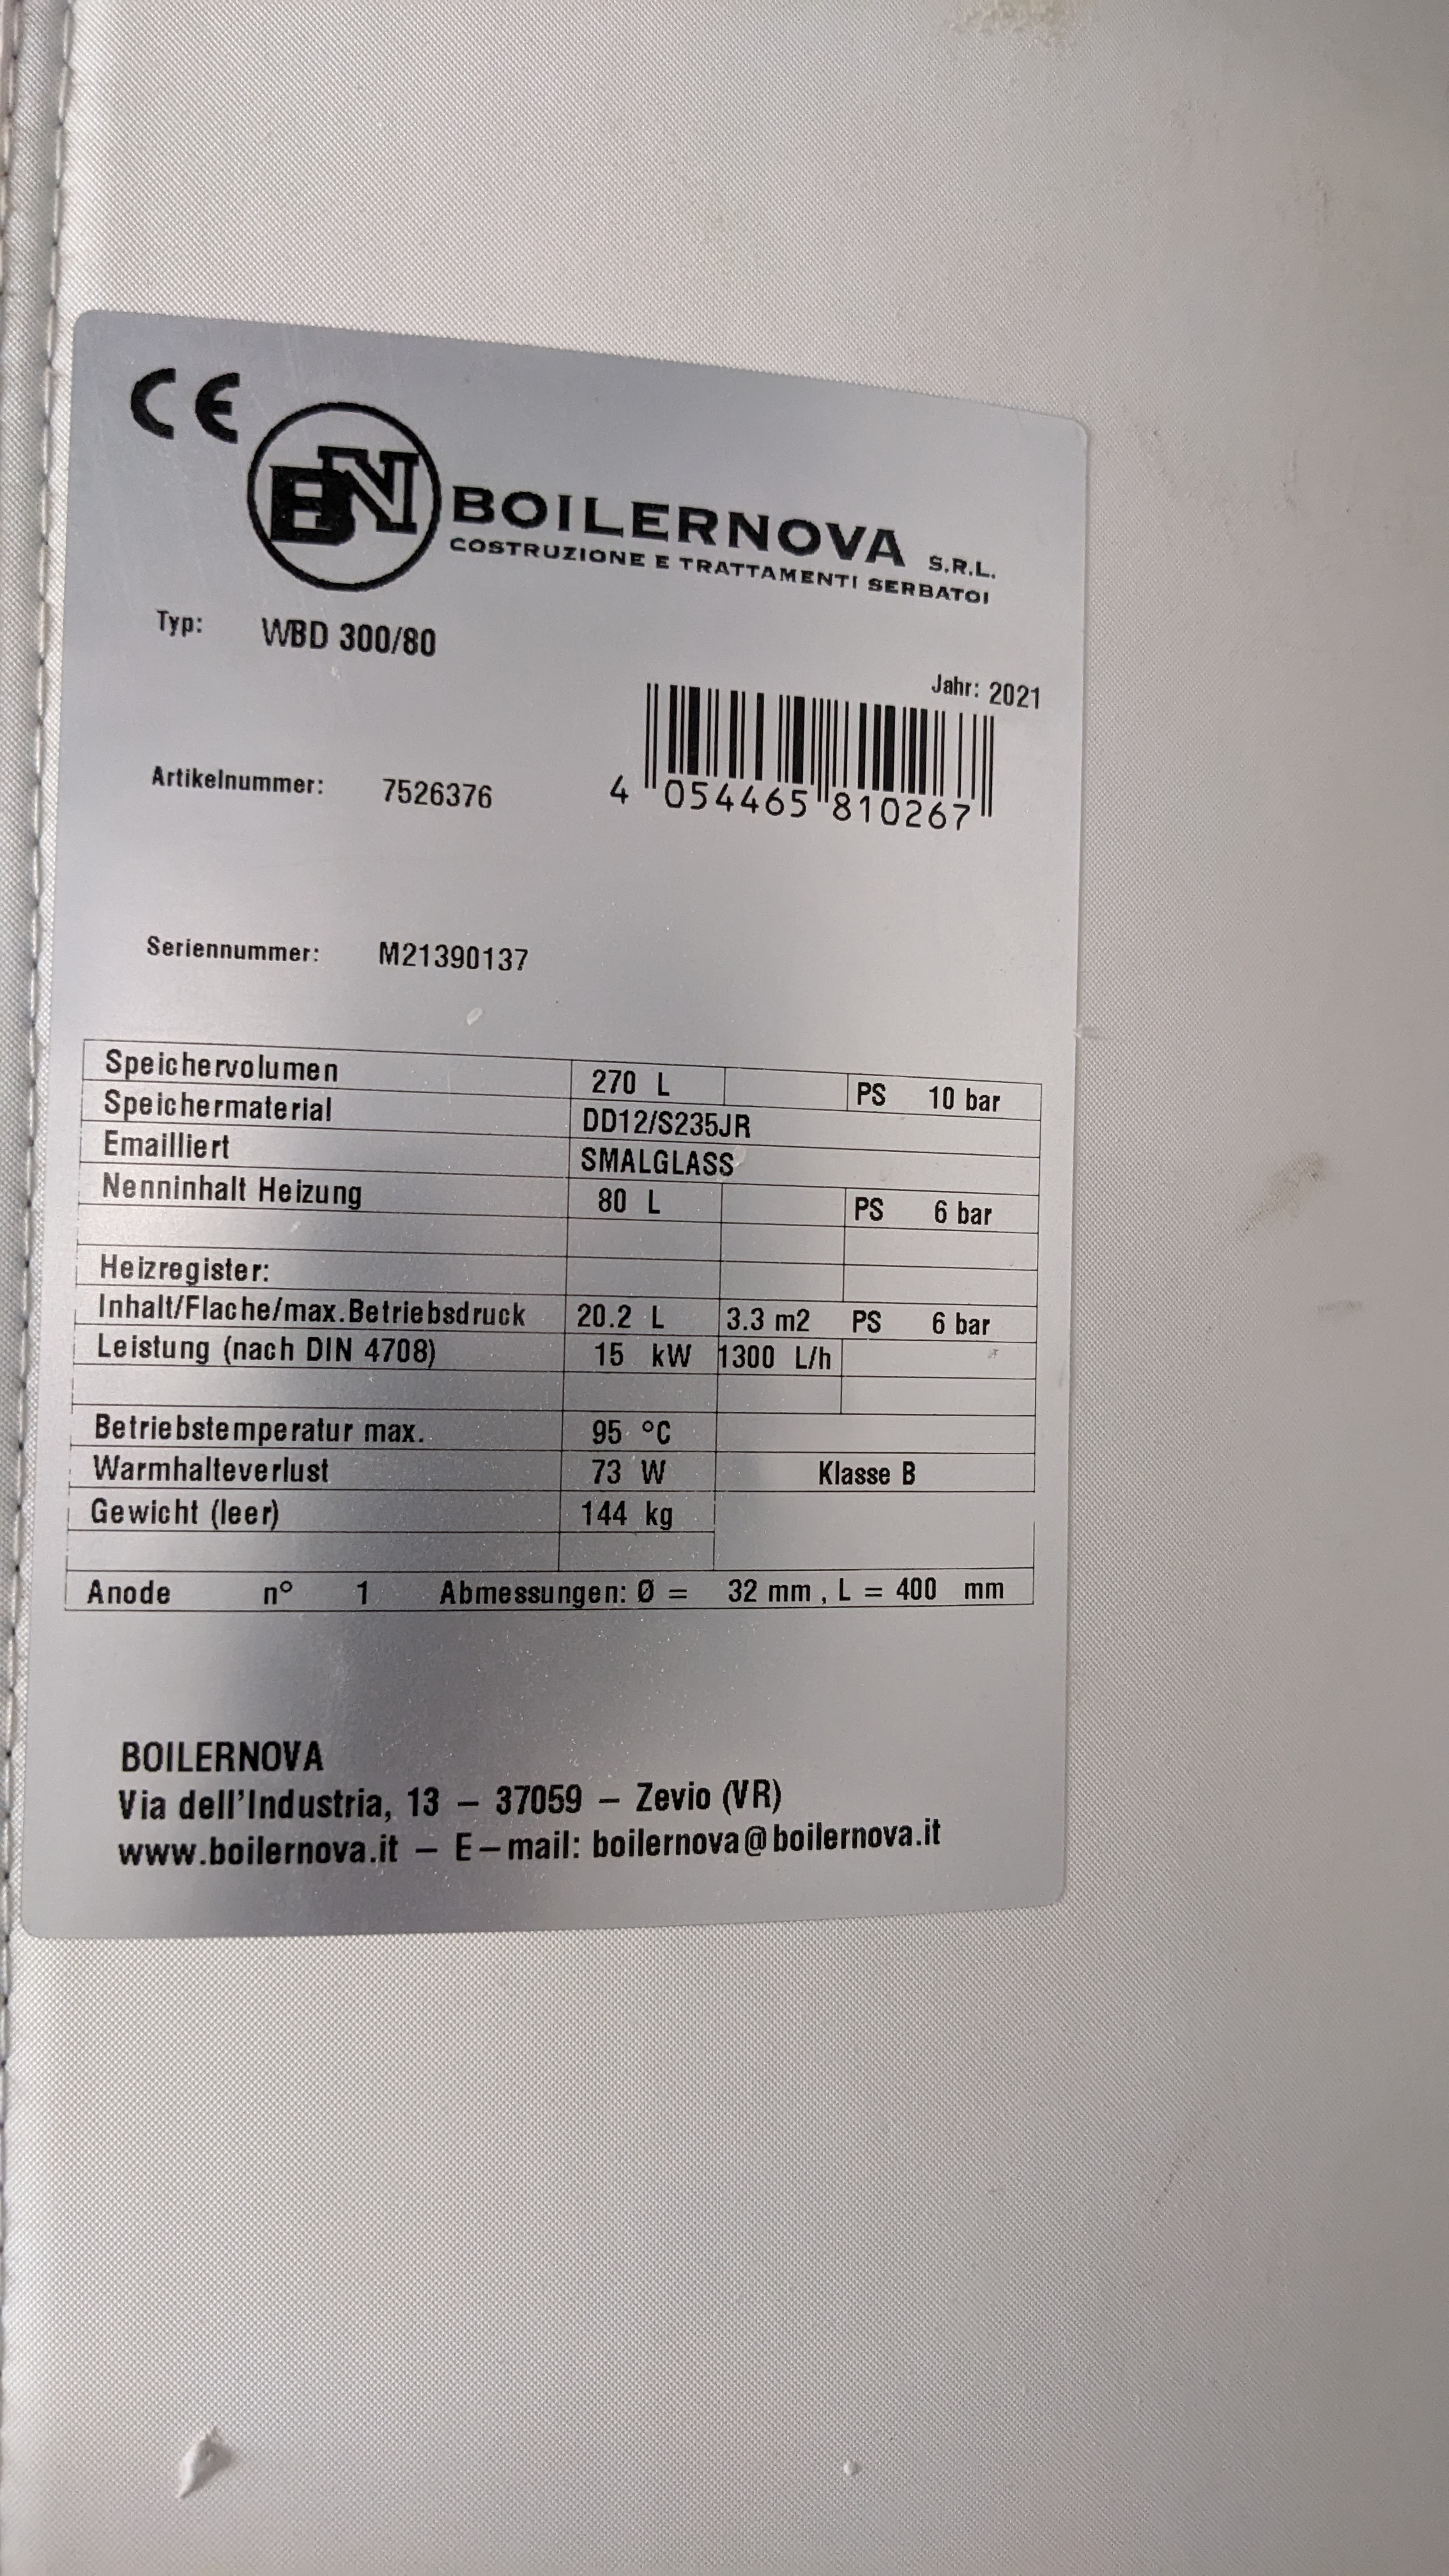 CE
BN BOILERNOVA S.R.L.
COSTRUZIONE E TRATTAMENTI SERBATOI
Typ: WBD 300/80
Jahr: 2021
Artikelnummer: 7526376
4 054465 810267
Seriennummer: M21390137
Speichervolumen 270 L PS 10 bar
Speichermaterial DD12/S235JR
Emailliert SMALGLASS
Nenninhalt Heizung 80 L PS 6 bar
Heizregister:
Inhalt/Flache/max.Betriebsdruck 20.2 L 3.3 m2 PS 6 bar
Leistung (nach DIN 4708) 15 kW 1300 L/h
Betriebstemperatur max. 95 °C
Warmhalteverlust 73 W Klasse B
Gewicht (leer) 144 kg
Anode n° 1 Abmessungen: Ø = 32 mm , L = 400 mm
BOILERNOVA
Via dell'Industria, 13 – 37059 – Zevio (VR)
www.boilernova.it – E–mail: boilernova@boilernova.it